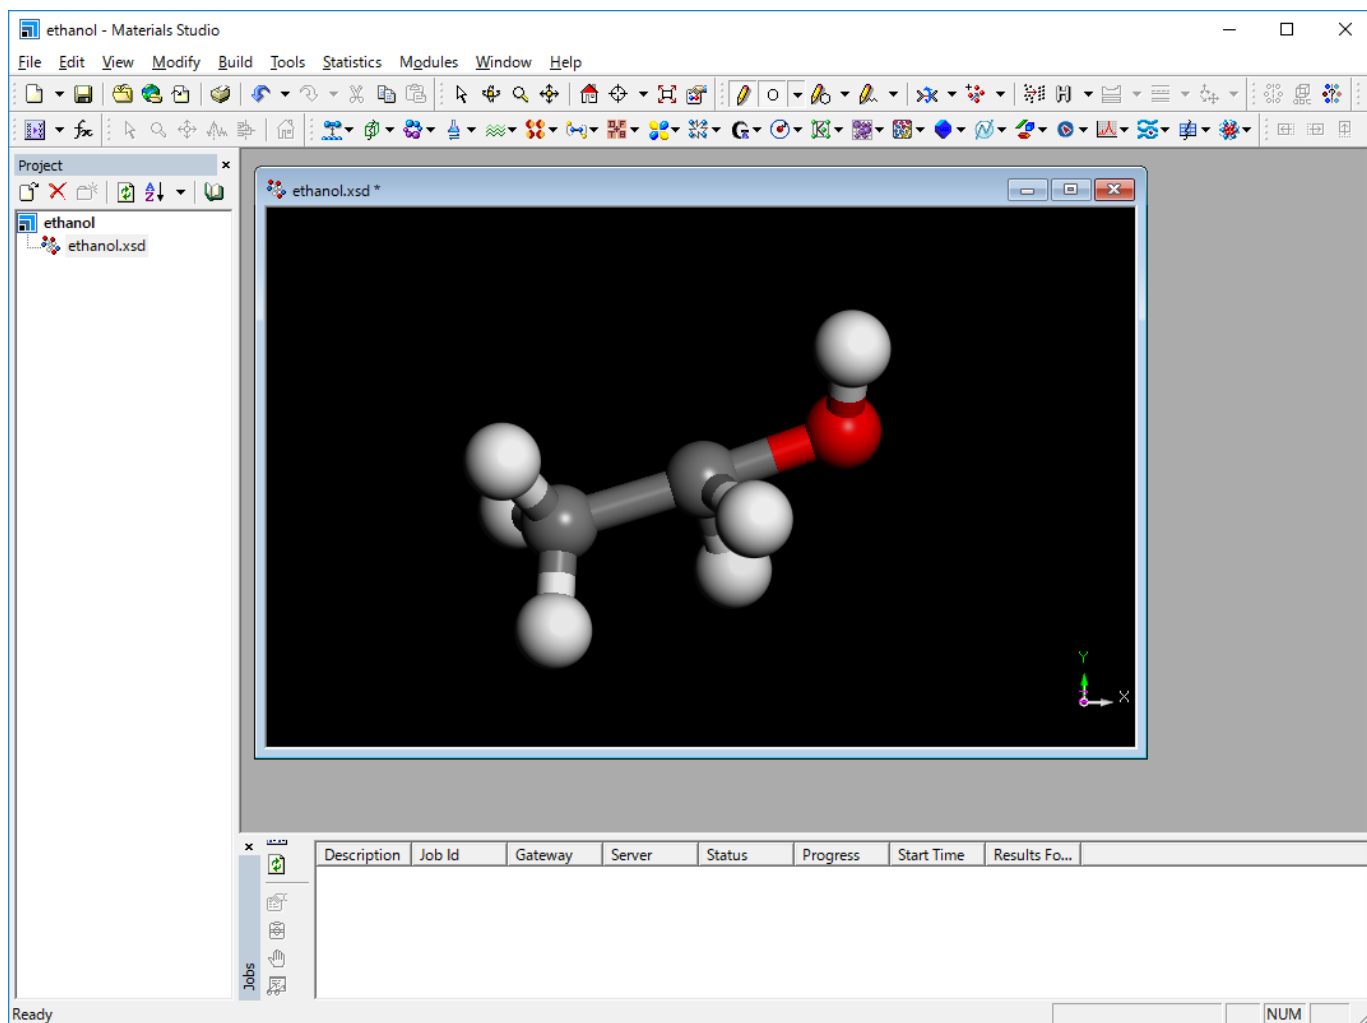 ethanol - Materials Studio
File Edit View Modify Build Tools Statistics Modules Window Help
Project
ethanol
ethanol.xsd
ethanol.xsd *
Y
X
Description Job Id Gateway Server Status Progress Start Time Results Fo...
Jobs
Ready
NUM